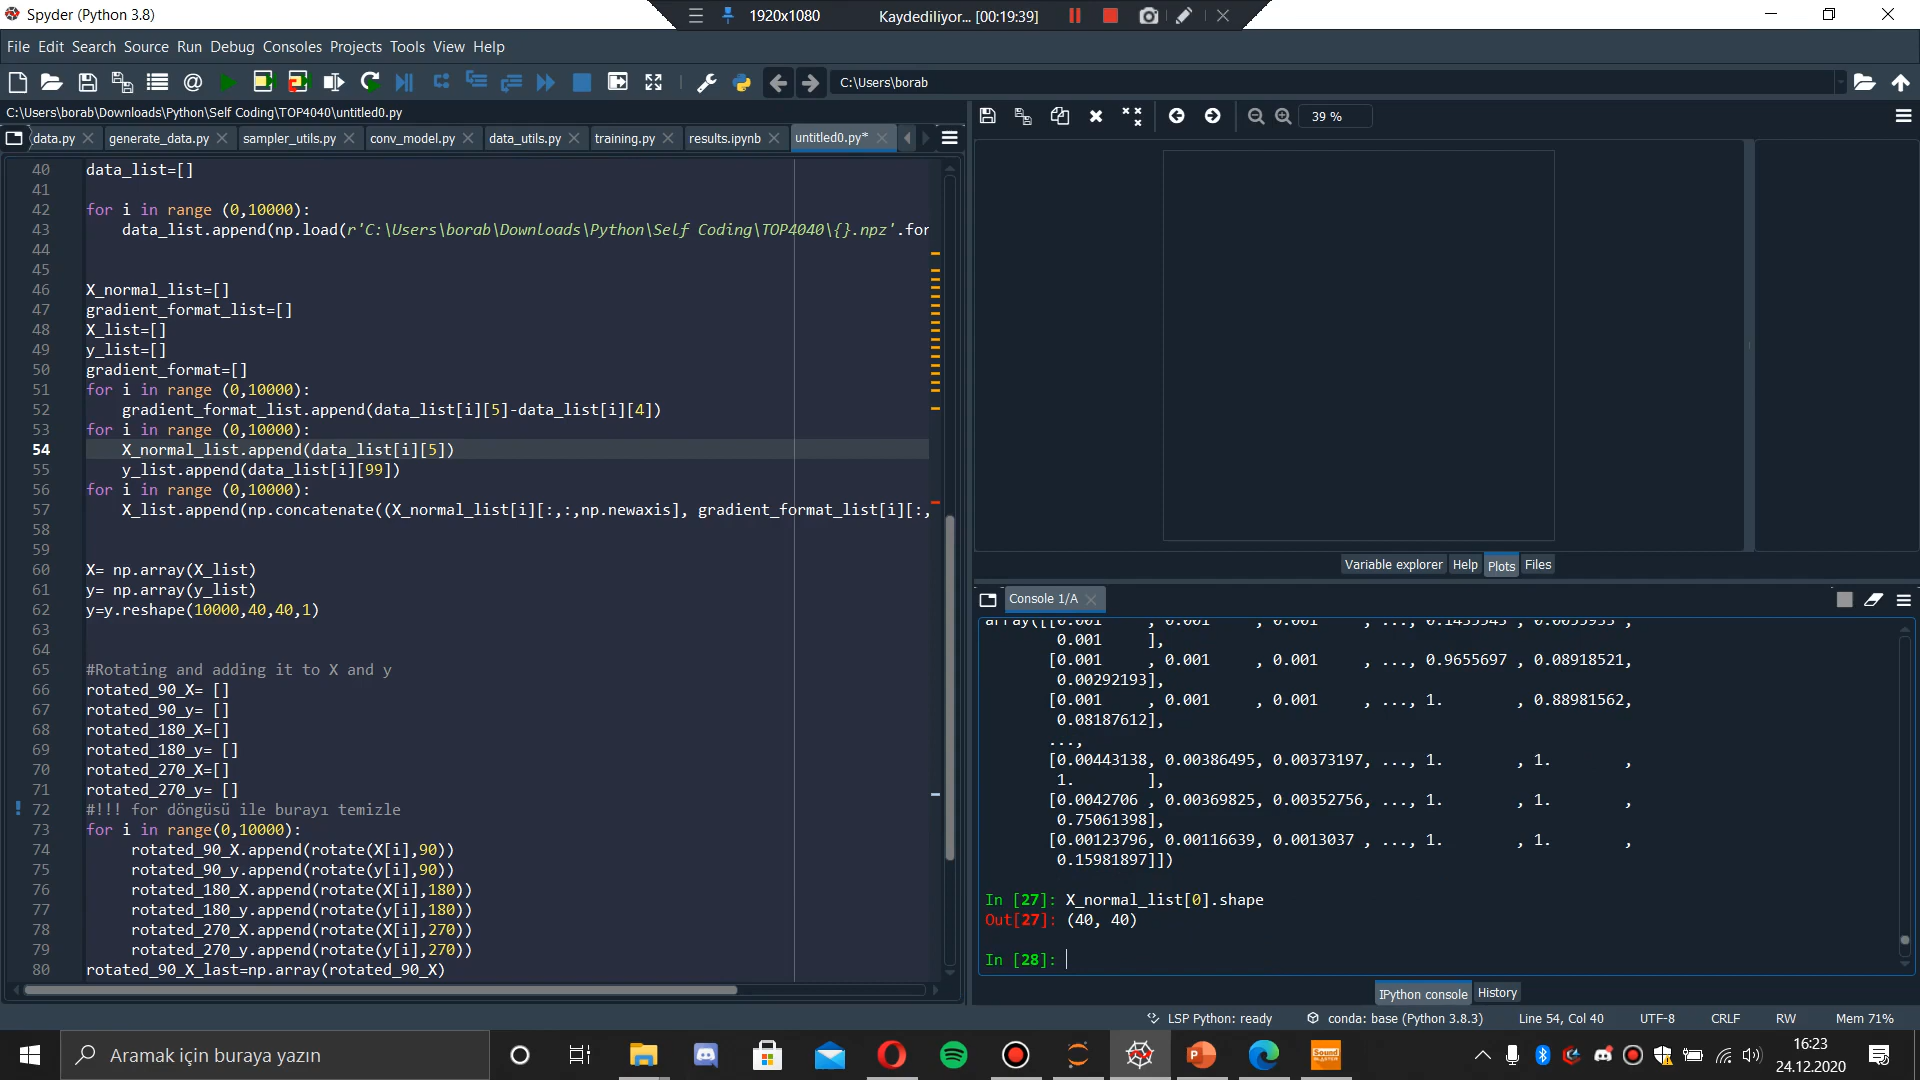 Spyder (Python 3.8)
1920x1080
Kaydediliyor... [00:19:39]
File Edit Search Source Run Debug Consoles Projects Tools View Help
C:\Users\borab
C:\Users\borab\Downloads\Python\Self Coding\TOP4040\untitled0.py
data.py generate_data.py sampler_utils.py conv_model.py data_utils.py training.py results.ipynb untitled0.py*
40 data_list=[]
41
42 for i in range (0,10000):
43 data_list.append(np.load(r'C:\Users\borab\Downloads\Python\Self Coding\TOP4040\{}.npz'.for
44
45
46 X_normal_list=[]
47 gradient_format_list=[]
48 X_list=[]
49 y_list=[]
50 gradient_format=[]
51 for i in range (0,10000):
52 gradient_format_list.append(data_list[i][5]-data_list[i][4])
53 for i in range (0,10000):
54 X_normal_list.append(data_list[i][5])
55 y_list.append(data_list[i][99])
56 for i in range (0,10000):
57 X_list.append(np.concatenate((X_normal_list[i][:,:,np.newaxis], gradient_format_list[i][:,
58
59
60 X= np.array(X_list)
61 y= np.array(y_list)
62 y=y.reshape(10000,40,40,1)
63
64
65 #Rotating and adding it to X and y
66 rotated_90_X= []
67 rotated_90_y= []
68 rotated_180_X=[]
69 rotated_180_y= []
70 rotated_270_X=[]
71 rotated_270_y= []
72 #!!! for döngüsü ile burayı temizle
73 for i in range(0,10000):
74 rotated_90_X.append(rotate(X[i],90))
75 rotated_90_y.append(rotate(y[i],90))
76 rotated_180_X.append(rotate(X[i],180))
77 rotated_180_y.append(rotate(y[i],180))
78 rotated_270_X.append(rotate(X[i],270))
79 rotated_270_y.append(rotate(y[i],270))
80 rotated_90_X_last=np.array(rotated_90_X)
39 %
Variable explorer Help Plots Files
Console 1/A
array([[0.001 , 0.001 , 0.001 , ...,
0.001 ],
[0.001 , 0.001 , 0.001 , ..., 0.9655697 , 0.08918521,
0.00292193],
[0.001 , 0.001 , 0.001 , ..., 1. , 0.88981562,
0.08187612],
...,
[0.00443138, 0.00386495, 0.00373197, ..., 1. , 1. ,
1. ],
[0.0042706 , 0.00369825, 0.00352756, ..., 1. , 1. ,
0.75061398],
[0.00123796, 0.00116639, 0.0013037 , ..., 1. , 1. ,
0.15981897]])
In [27]: X_normal_list[0].shape
Out[27]: (40, 40)
In [28]:
IPython console History
LSP Python: ready conda: base (Python 3.8.3) Line 54, Col 40 UTF-8 CRLF RW Mem 71%
Aramak için buraya yazın
16:23
24.12.2020